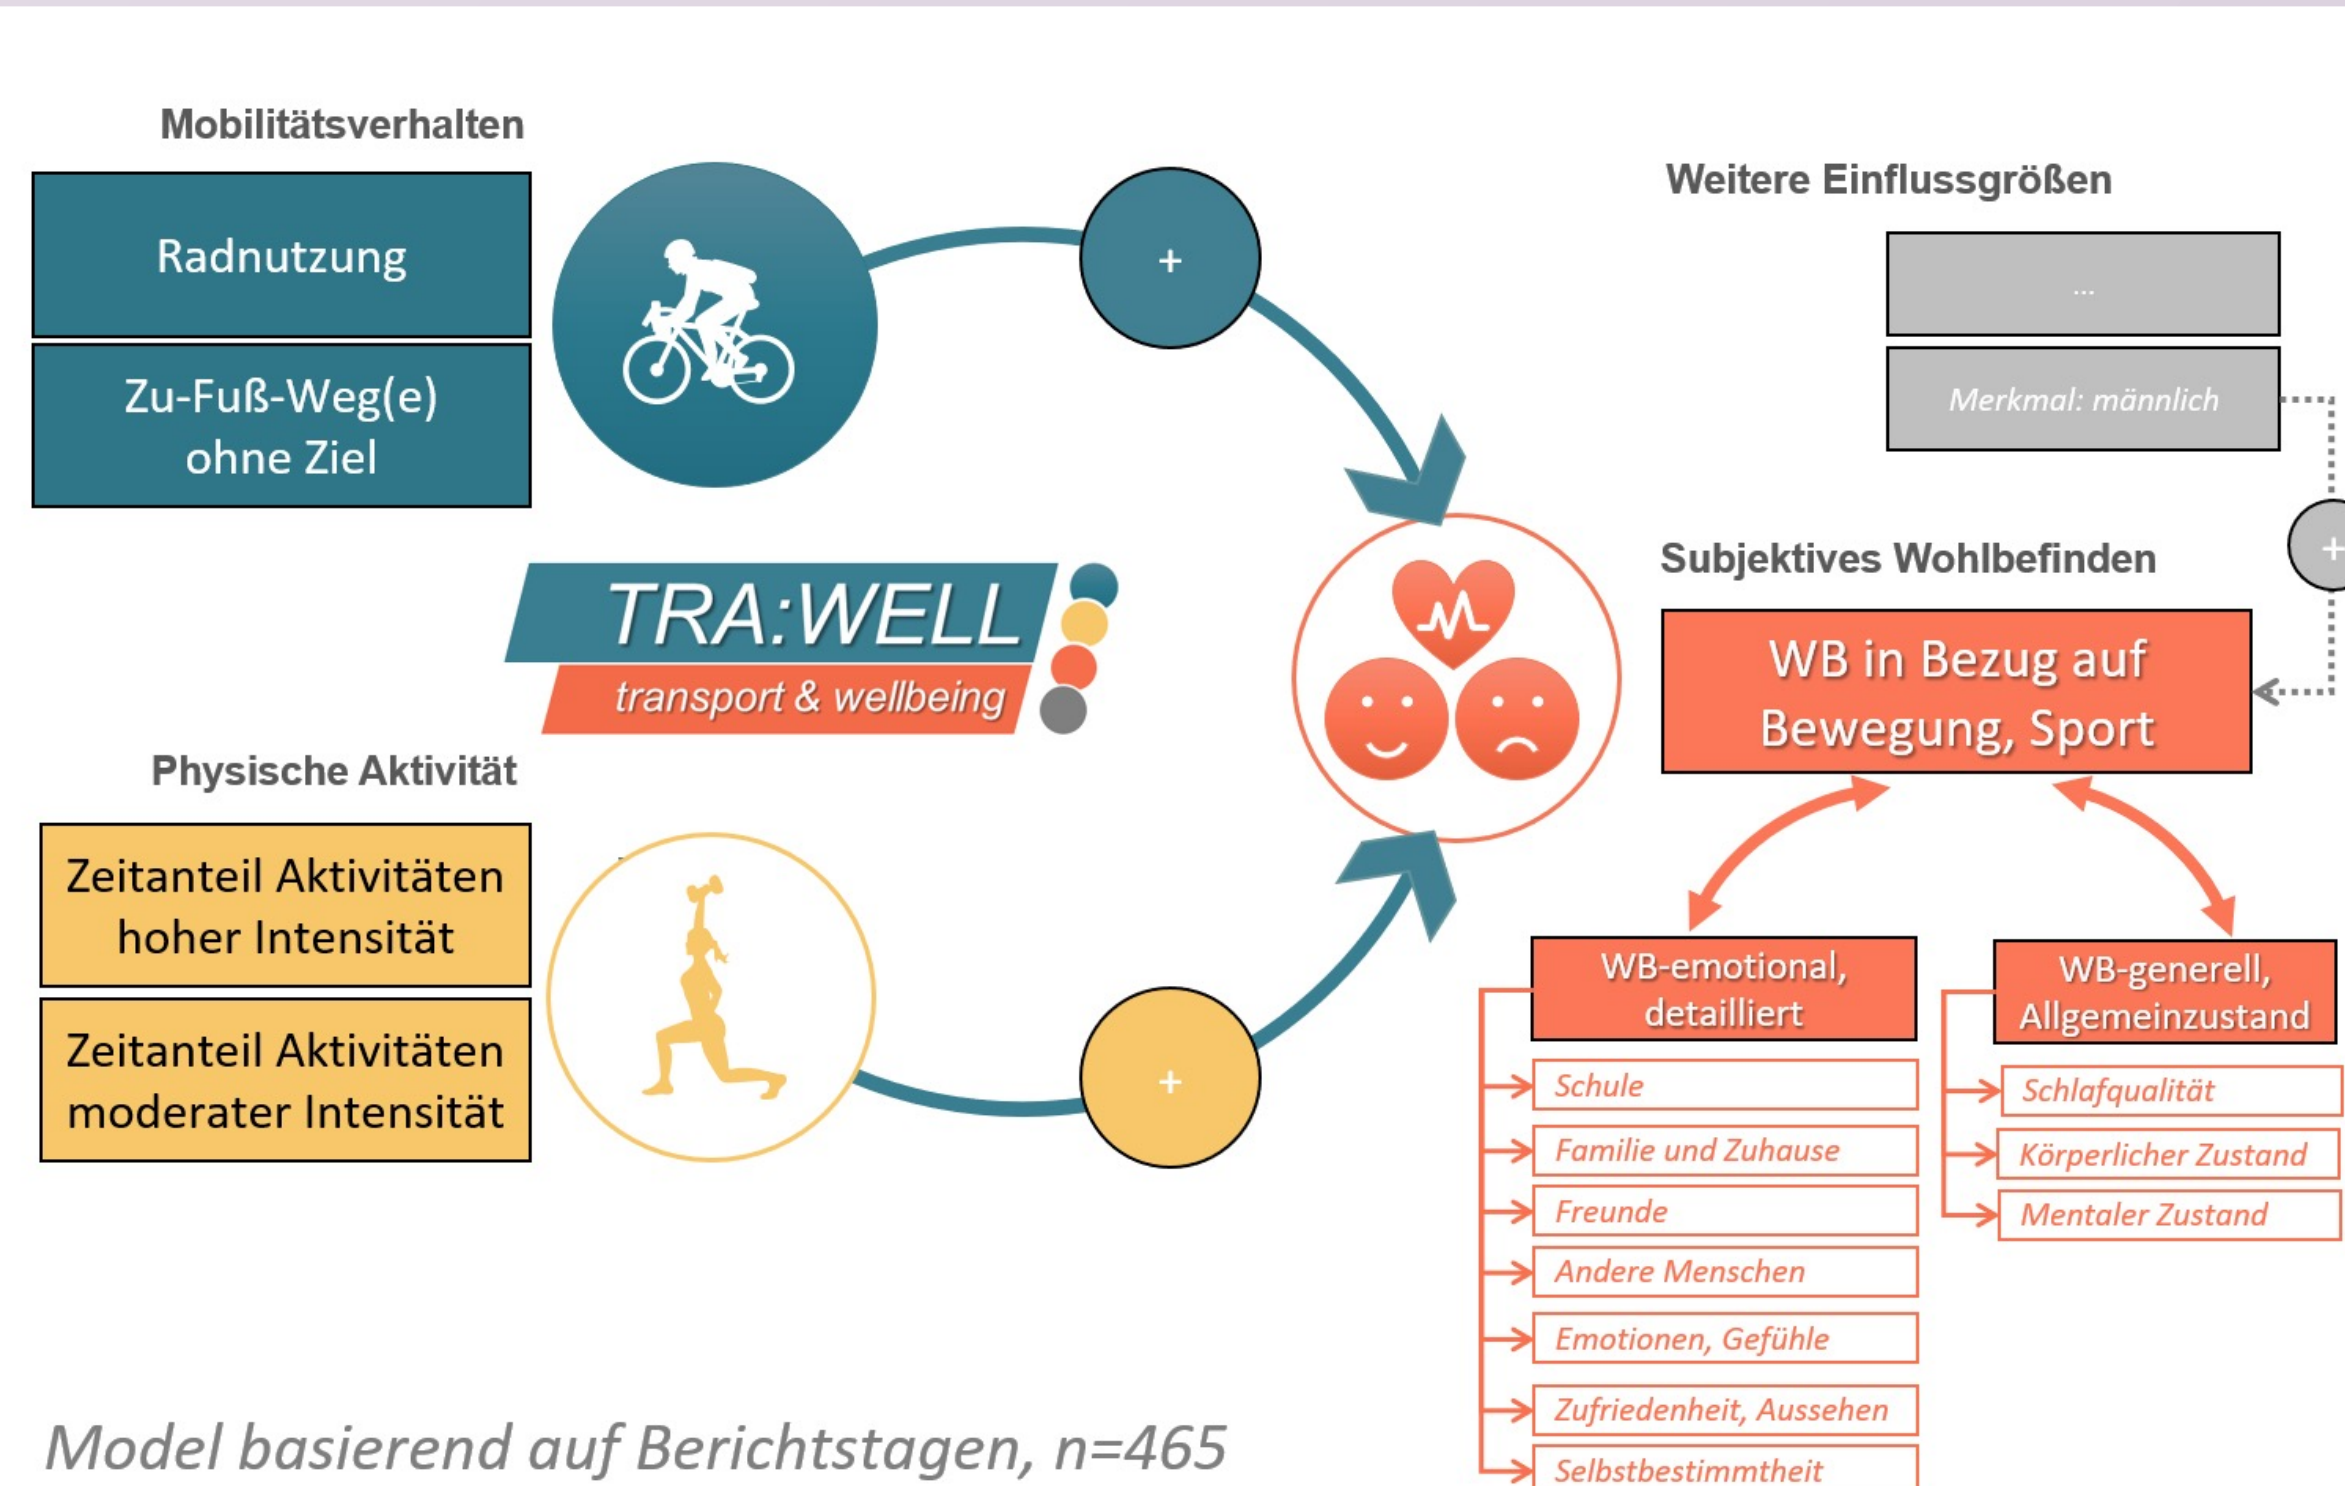 Mobilitätsverhalten
Radnutzung
Zu-Fuß-Weg(e)
ohne Ziel
+
TRA:WELL
transport & wellbeing
Physische Aktivität
Zeitanteil Aktivitäten
hoher Intensität
Zeitanteil Aktivitäten
moderater Intensität
+
Weitere Einflussgrößen
...
Merkmal: männlich
+
Subjektives Wohlbefinden
WB in Bezug auf
Bewegung, Sport
WB-emotional,
detailliert
Schule
Familie und Zuhause
Freunde
Andere Menschen
Emotionen, Gefühle
Zufriedenheit, Aussehen
Selbstbestimmtheit
WB-generell,
Allgemeinzustand
Schlafqualität
Körperlicher Zustand
Mentaler Zustand
Model basierend auf Berichtstagen, n=465